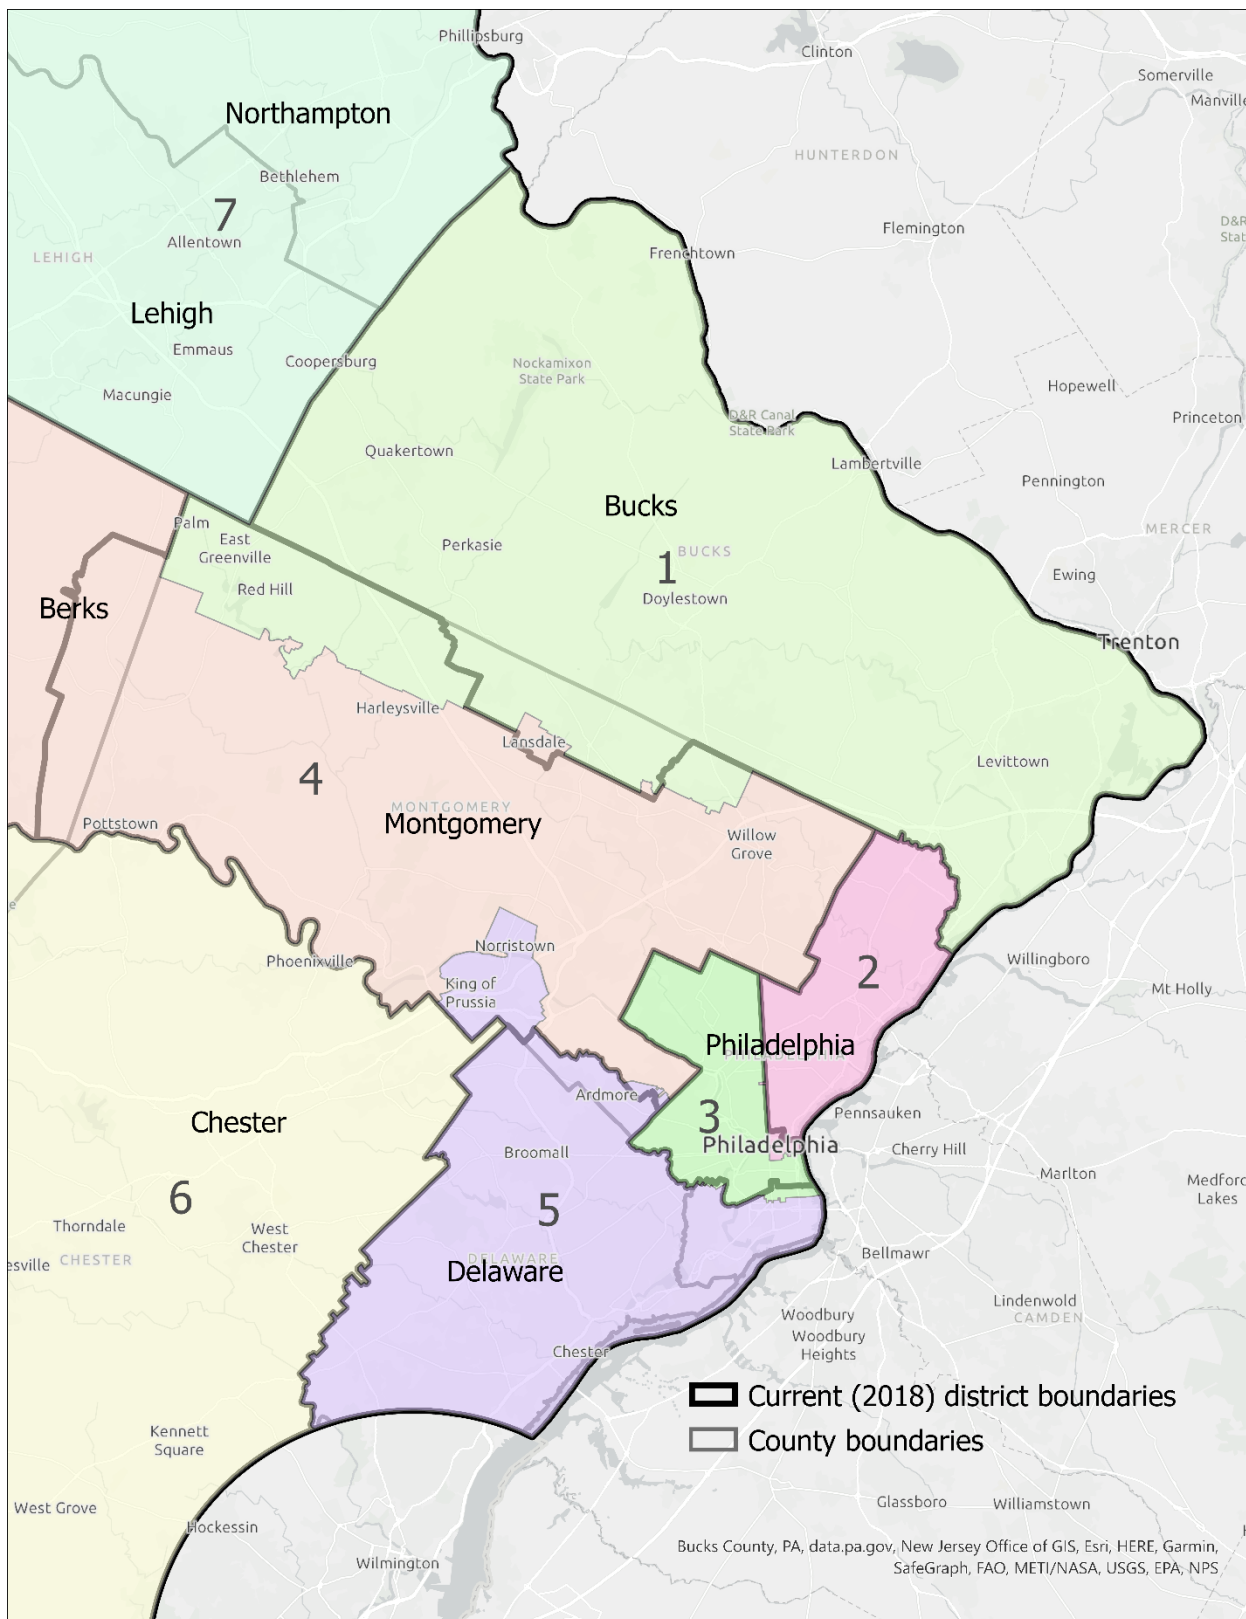 Phillipsburg
Clinton
Somerville
Manville
Northampton
HUNTERDON
Bethlehem
7
Allentown
LEHIGH
Flemington
D&R
Stat
Frenchtown
Lehigh
Emmaus
Coopersburg
Nockamixon
State Park
Macungie
Hopewell
D&R Canal
State Park
Princeton
Quakertown
Lambertville
Pennington
Bucks
Palm
MERCER
East
Greenville
Perkasie
BUCKS
1
Red Hill
Ewing
Doylestown
Berks
Trenton
Harleysville
Lansdale
Levittown
4
MONTGOMERY
Montgomery
Pottstown
Willow
Grove
e
Norristown
Phoenixville
2
Willingboro
King of
Prussia
Mt Holly
Philadelphia
PHILADELPHIA
Ardmore
3
Pennsauken
Chester
Philadelphia
Cherry Hill
Broomall
Marlton
6
5
Medford
Lakes
Thorndale
West
Chester
esville
CHESTER
DELAWARE
Delaware
Bellmawr
Lindenwold
CAMDEN
Woodbury
Woodbury
Heights
Chester
Current (2018) district boundaries
Kennett
Square
County boundaries
West Grove
Glassboro
Williamstown
Hockessin
H
Wilmington
Bucks County, PA, data.pa.gov, New Jersey Office of GIS, Esri, HERE, Garmin,
SafeGraph, FAO, METI/NASA, USGS, EPA, NPS